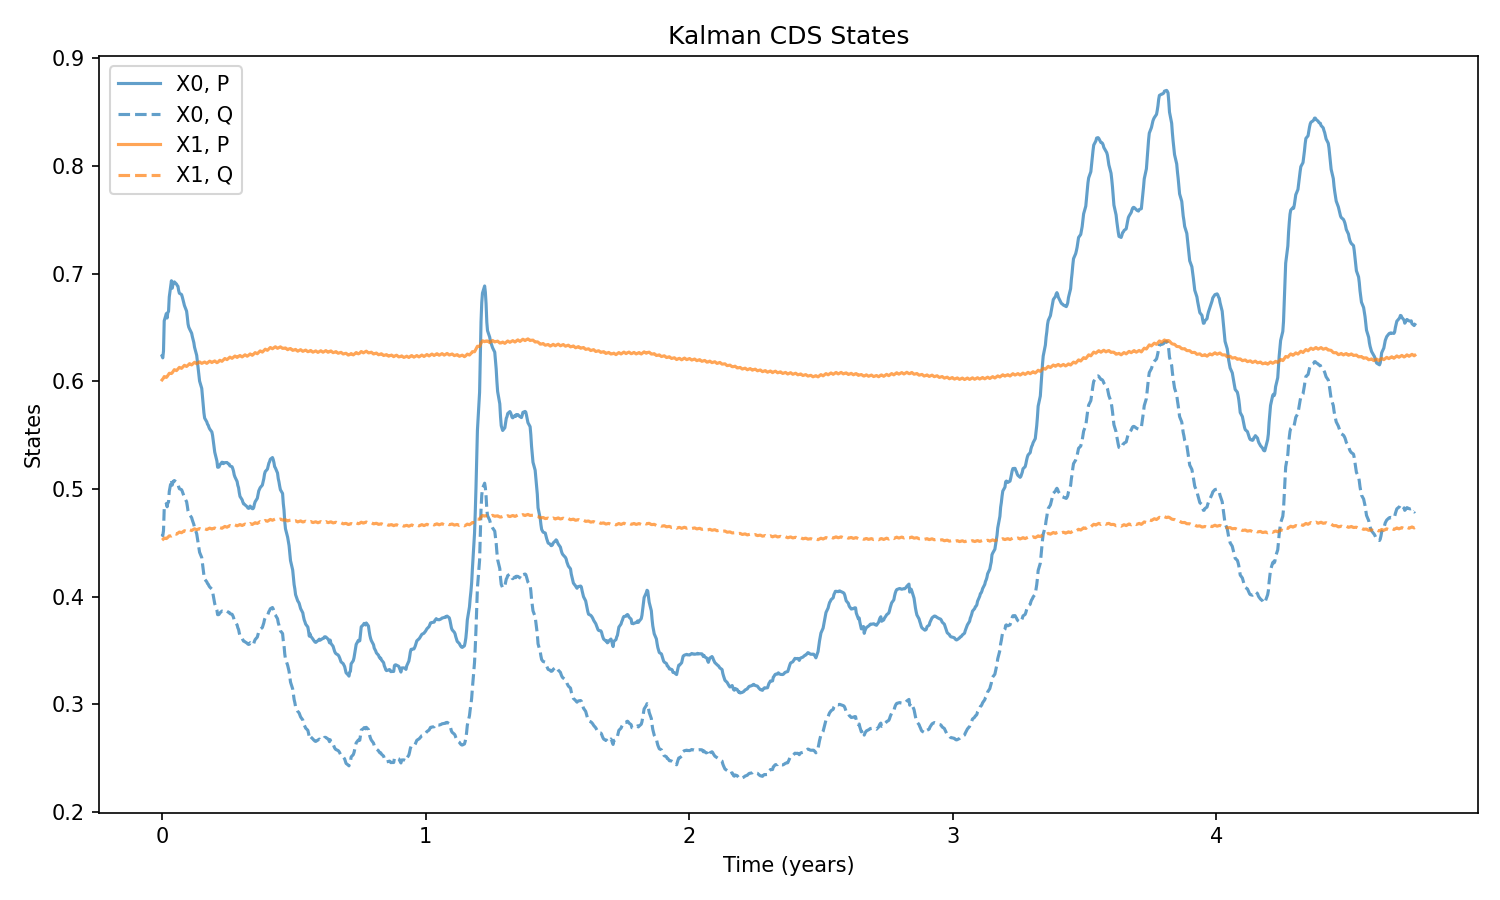 Kalman CDS States
0.9
0.8
0.7
0.6
0.5
0.4
0.3
0.2
States
X0, P
X0, Q
X1, P
X1, Q
0
1
2
3
4
Time (years)